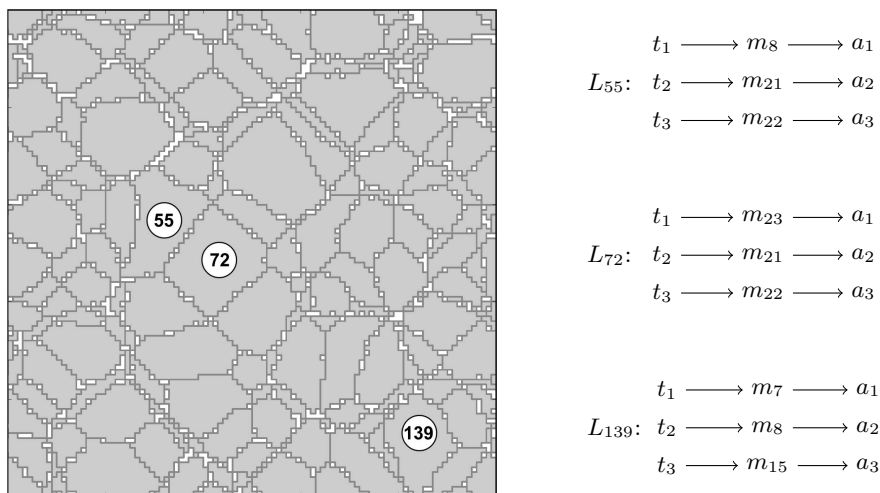 55
72
139
L₅₅: t₁ → m₈ → a₁
t₂ → m₂₁ → a₂
t₃ → m₂₂ → a₃
L₇₂: t₁ → m₂₃ → a₁
t₂ → m₂₁ → a₂
t₃ → m₂₂ → a₃
L₁₃₉: t₁ → m₇ → a₁
t₂ → m₈ → a₂
t₃ → m₁₅ → a₃